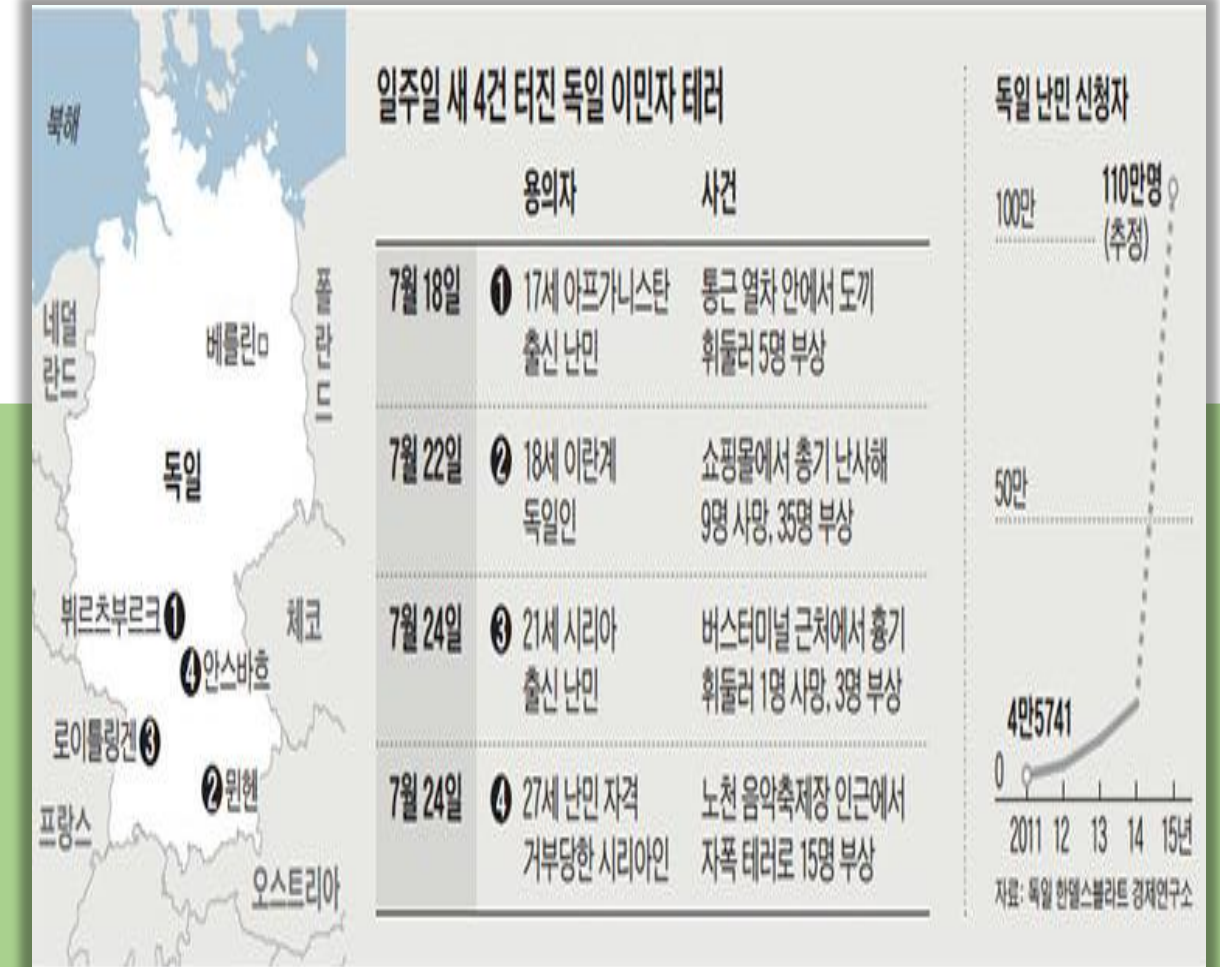 북해
네덜
란드
폴
란
드
베를린
독일
뷔르츠부르크 ❶
❹ 안스바흐
체코
로이틀링겐 ❸
❷ 뮌헨
프랑스
오스트리아
일주일 새 4건 터진 독일 이민자 테러
용의자 사건
7월 18일 ❶ 17세 아프가니스탄 통근 열차 안에서 도끼
출신 난민 휘둘러 5명 부상
7월 22일 ❷ 18세 이란계 쇼핑몰에서 총기 난사해
독일인 9명 사망, 35명 부상
7월 24일 ❸ 21세 시리아 버스터미널 근처에서 흉기
출신 난민 휘둘러 1명 사망, 3명 부상
7월 24일 ❹ 27세 난민 자격 노천 음악축제장 인근에서
거부당한 시리아인 자폭 테러로 15명 부상
독일 난민 신청자
100만
110만명
(추정)
50만
4만5741
0
2011 12 13 14 15년
자료: 독일 한델스블라트 경제연구소